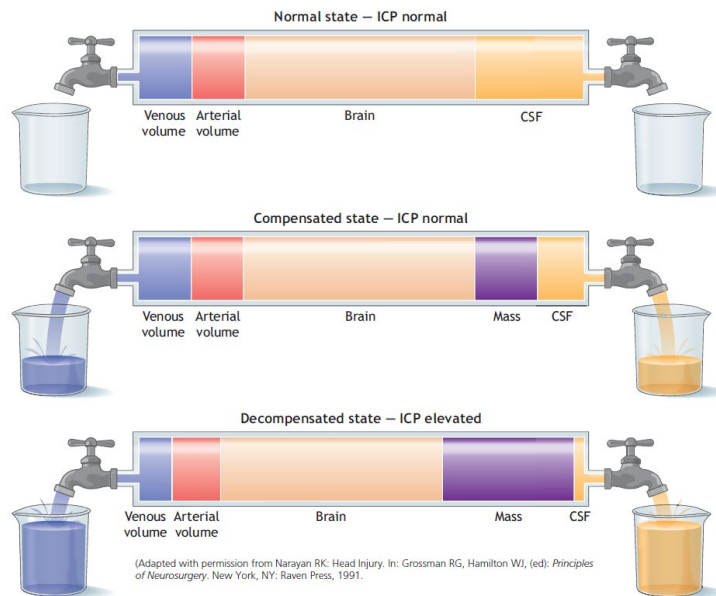 Normal state — ICP normal
Venous Arterial Brain CSF
volume volume
Compensated state — ICP normal
Venous Arterial Brain Mass CSF
volume volume
Decompensated state — ICP elevated
Venous Arterial Brain Mass CSF
volume volume
(Adapted with permission from Narayan RK: Head Injury. In: Grossman RG, Hamilton WJ, (ed): Principles
of Neurosurgery. New York, NY: Raven Press, 1991.